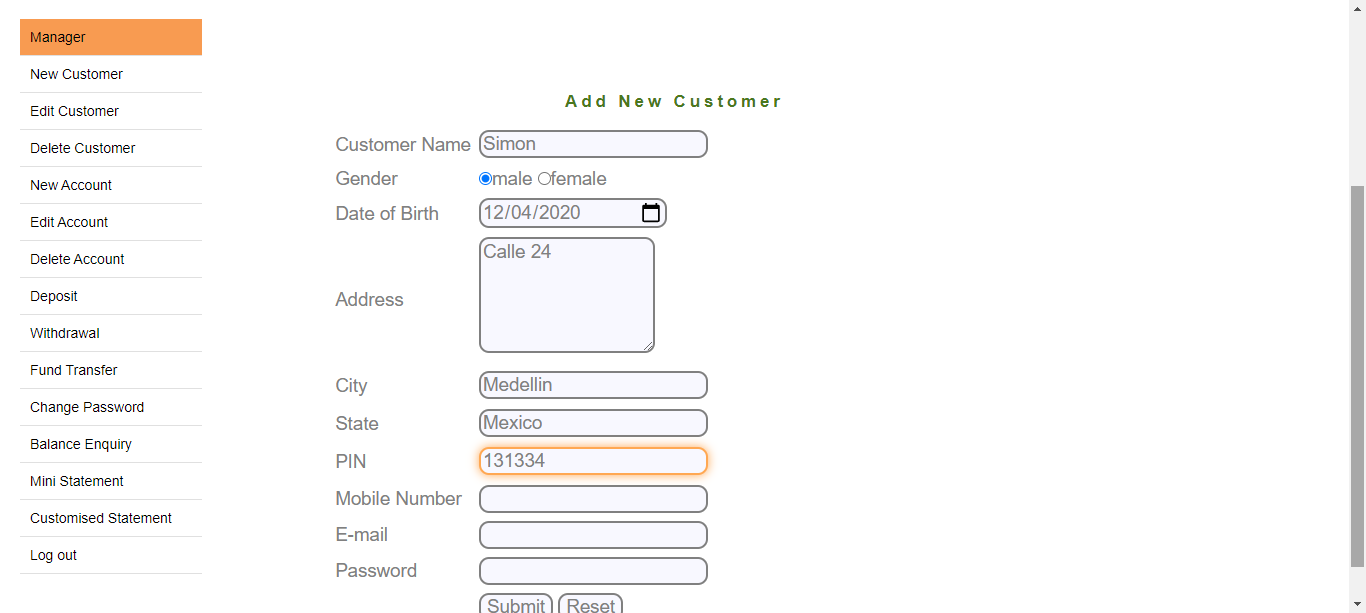 Manager
New Customer
Edit Customer
Delete Customer
New Account
Edit Account
Delete Account
Deposit
Withdrawal
Fund Transfer
Change Password
Balance Enquiry
Mini Statement
Customised Statement
Log out
Add New Customer
Customer Name Simon
Gender male female
Date of Birth 12/04/2020
Address Calle 24
City Medellin
State Mexico
PIN 131334
Mobile Number
E-mail
Password
Submit Reset